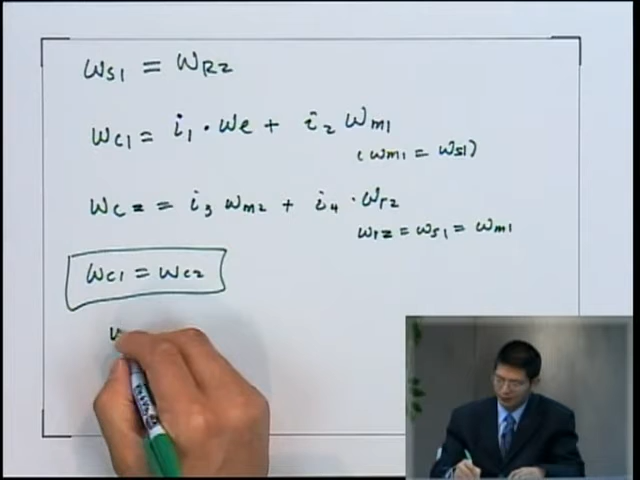 ωS1 = ωR2
ωC1 = i1 · ωe + i2 ωm1
(ωm1 = ωS1)
ωC2 = i3 ωm2 + i4 · ωr2
ωr2 = ωS1 = ωm1
ωC1 = ωC2